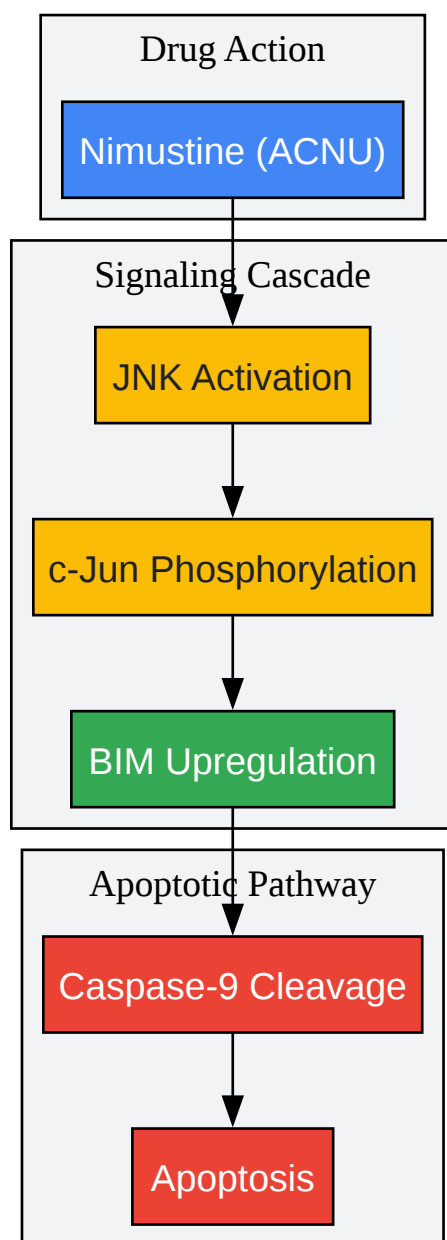 Drug Action
Nimustine (ACNU)
Signaling Cascade
JNK Activation
c-Jun Phosphorylation
BIM Upregulation
Apoptotic Pathway
Caspase-9 Cleavage
Apoptosis